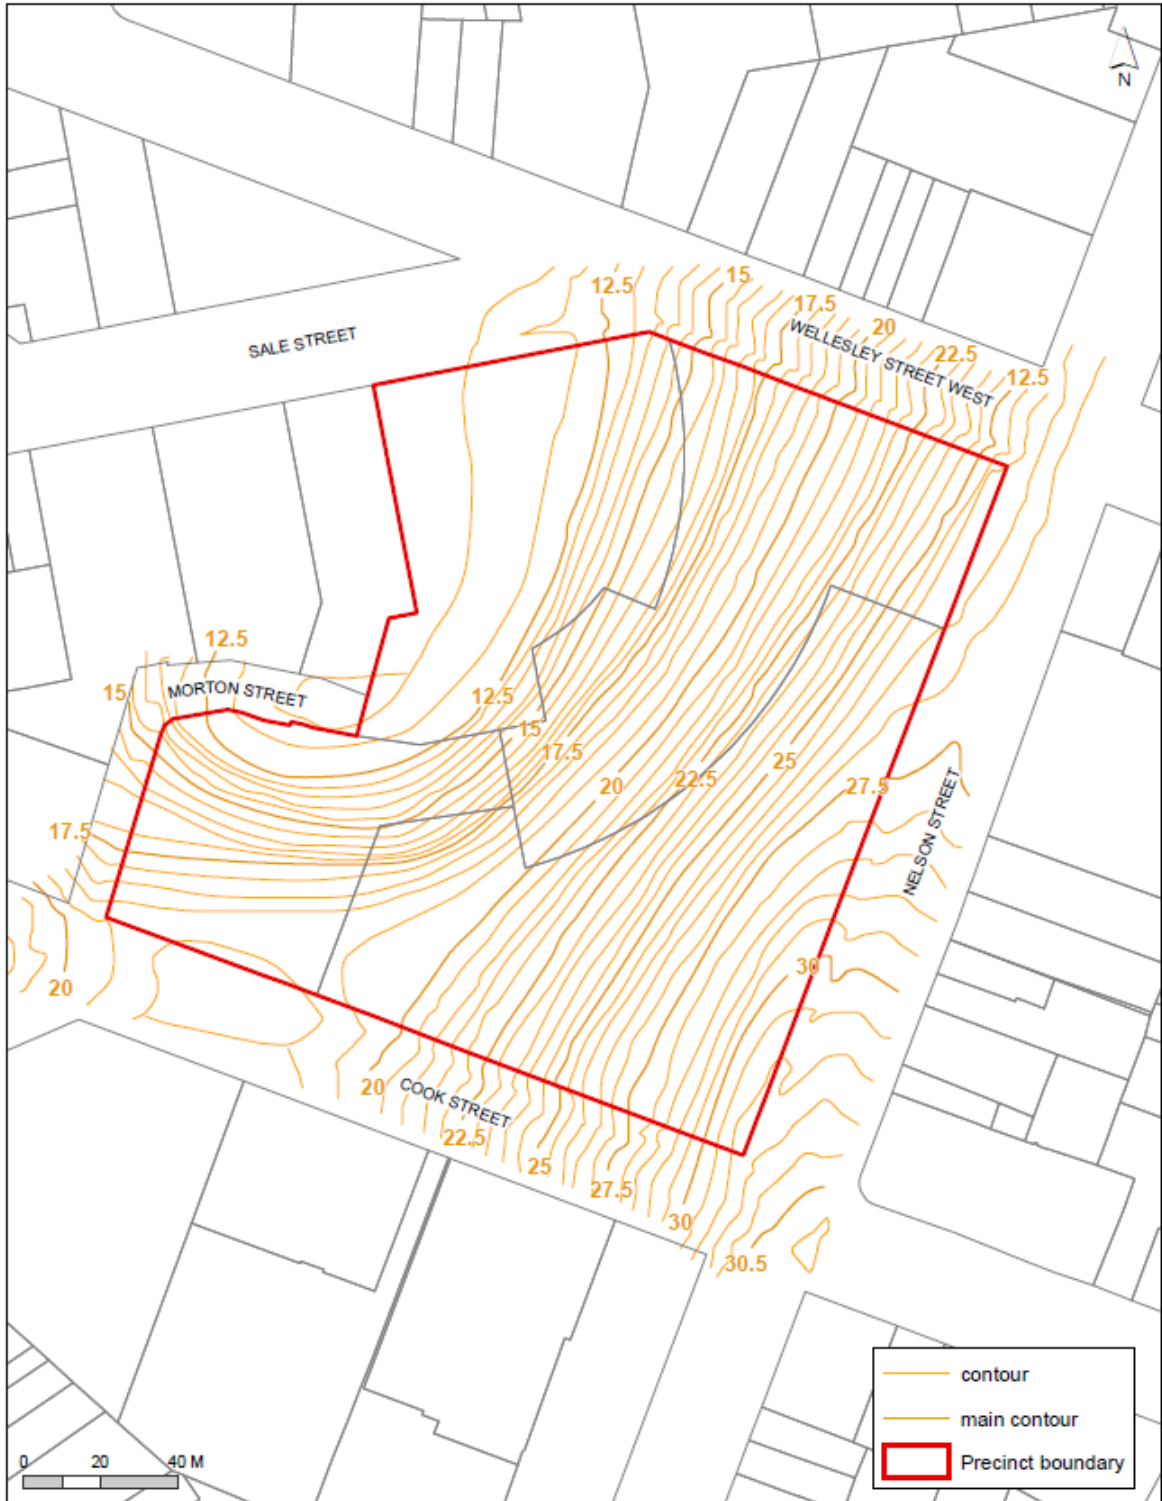 N
12.5
15
17.5
20
22.5
12.5
WELLESLEY STREET WEST
SALE STREET
12.5
MORTON STREET
15
12.5
15
17.5
20
22.5
25
27.5
NELSON STREET
17.5
20
30
20
COOK STREET
22.5
25
27.5
30
30.5
contour
main contour
Precinct boundary
0 20 40 M